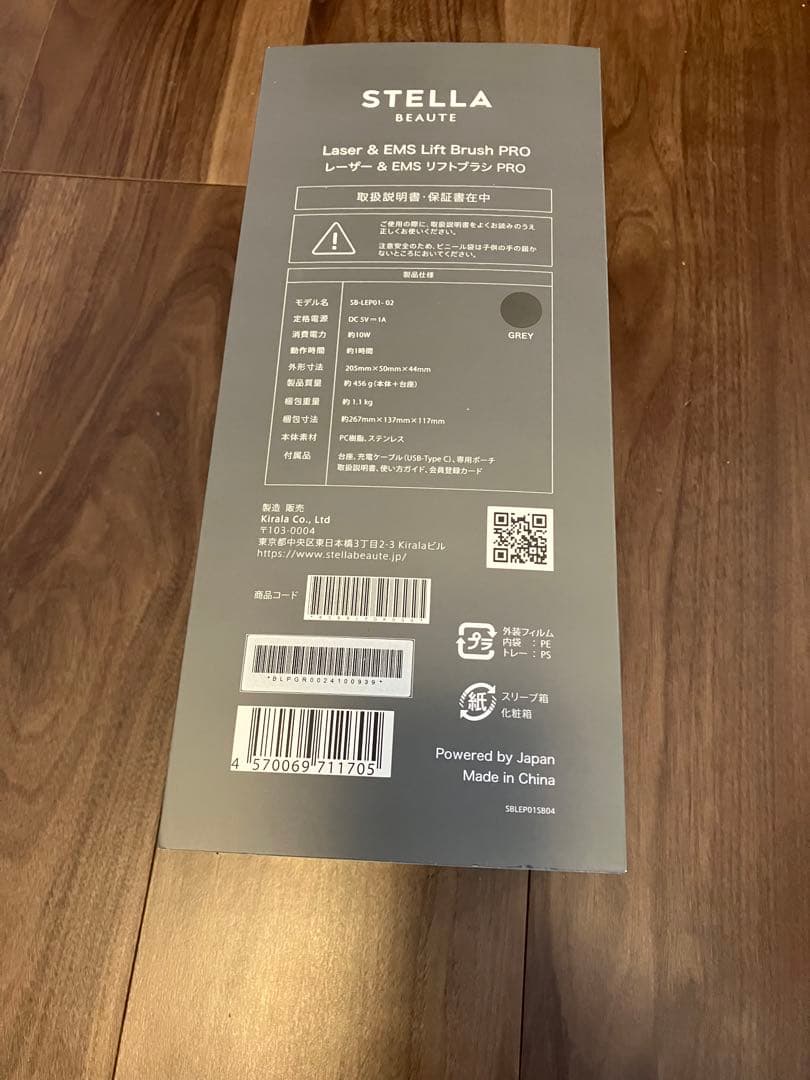 STELLA
BEAUTE
Laser & EMS Lift Brush PRO
レーザー & EMS リフトブラシ PRO
取扱説明書・保証書在中
ご使用の際に、取扱説明書をよくお読みのうえ
正しくお使いください。
注意安全のため、ビニール袋は子供の手の届か
ないところにおいてください。
製品仕様
モデル名 SB-LEP01- 02
定格電源 DC 5V⎓1A
消費電力 約10W
動作時間 約1時間
外形寸法 205mm×50mm×44mm
製品質量 約 456 g（本体＋台座）
梱包重量 約 1.1 kg
梱包寸法 約267mm×137mm×117mm
本体素材 PC樹脂、ステンレス
付属品 台座、充電ケーブル（USB-Type C）、専用ポーチ
取扱説明書、使い方ガイド、会員登録カード
GREY
製造 販売
Kirala Co., Ltd
〒103-0004
東京都中央区東日本橋3丁目2-3 Kiralaビル
https://www.stellabeaute.jp/
商品コード
*BLPGR0024100939*
4 570069 711705
プラ
外装フィルム
内袋 ：PE
トレー：PS
紙
スリーブ箱
化粧箱
Powered by Japan
Made in China
SBLEP01SB04